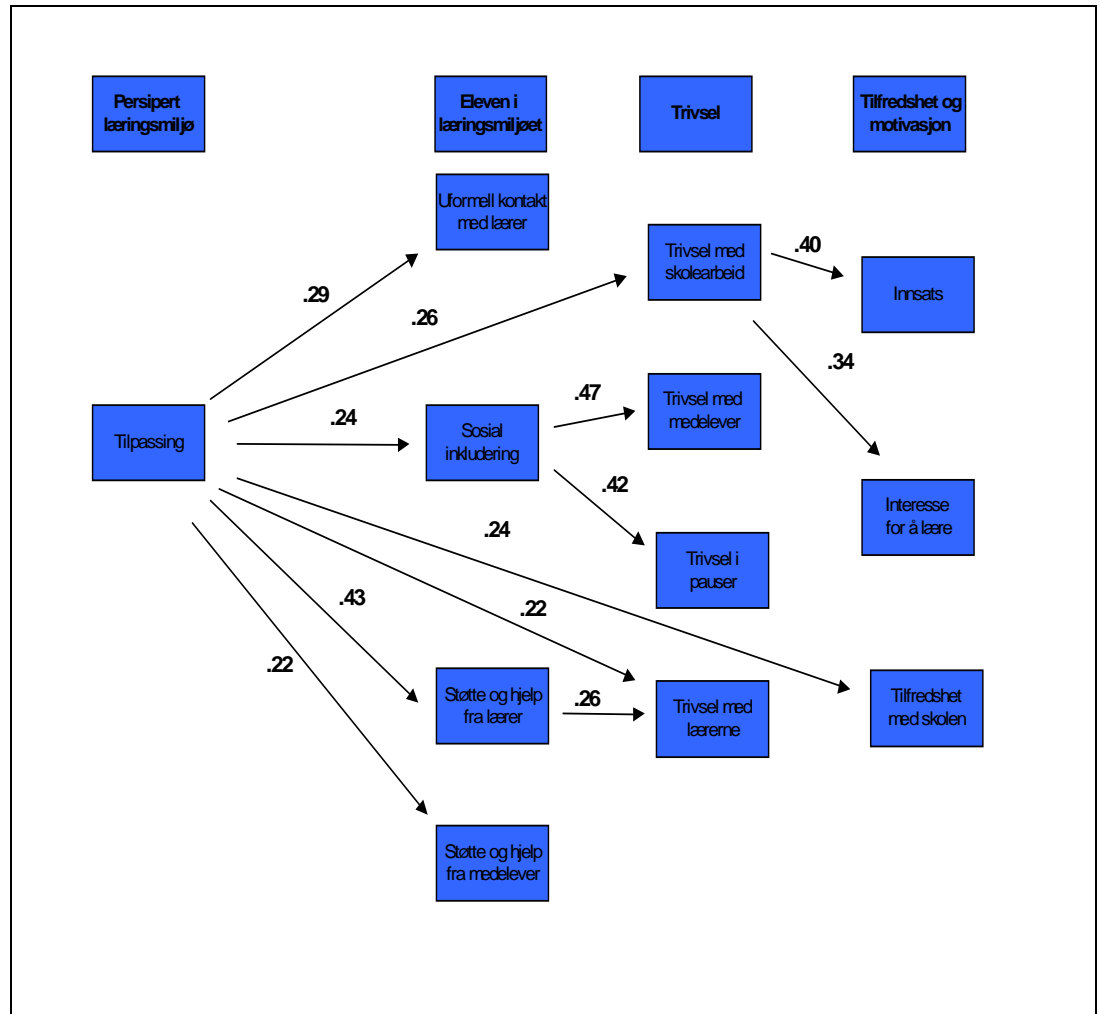 Persipert
læringsmiljø
Eleven i
læringsmiljøet
Trivsel
Tilfredshet og
motivasjon
Uformell kontakt
med lærer
Trivsel med
skolearbeid
.40
Innsats
.29
.26
.34
Tilpassing
.24
Sosial
inkludering
.47
Trivsel med
medelever
.42
Interesse
for å lære
.24
Trivsel i
pauser
.43
.22
.22
Støtte og hjelp
fra lærer
.26
Trivsel med
lærerne
Tilfredshet
med skolen
Støtte og hjelp
fra medelever